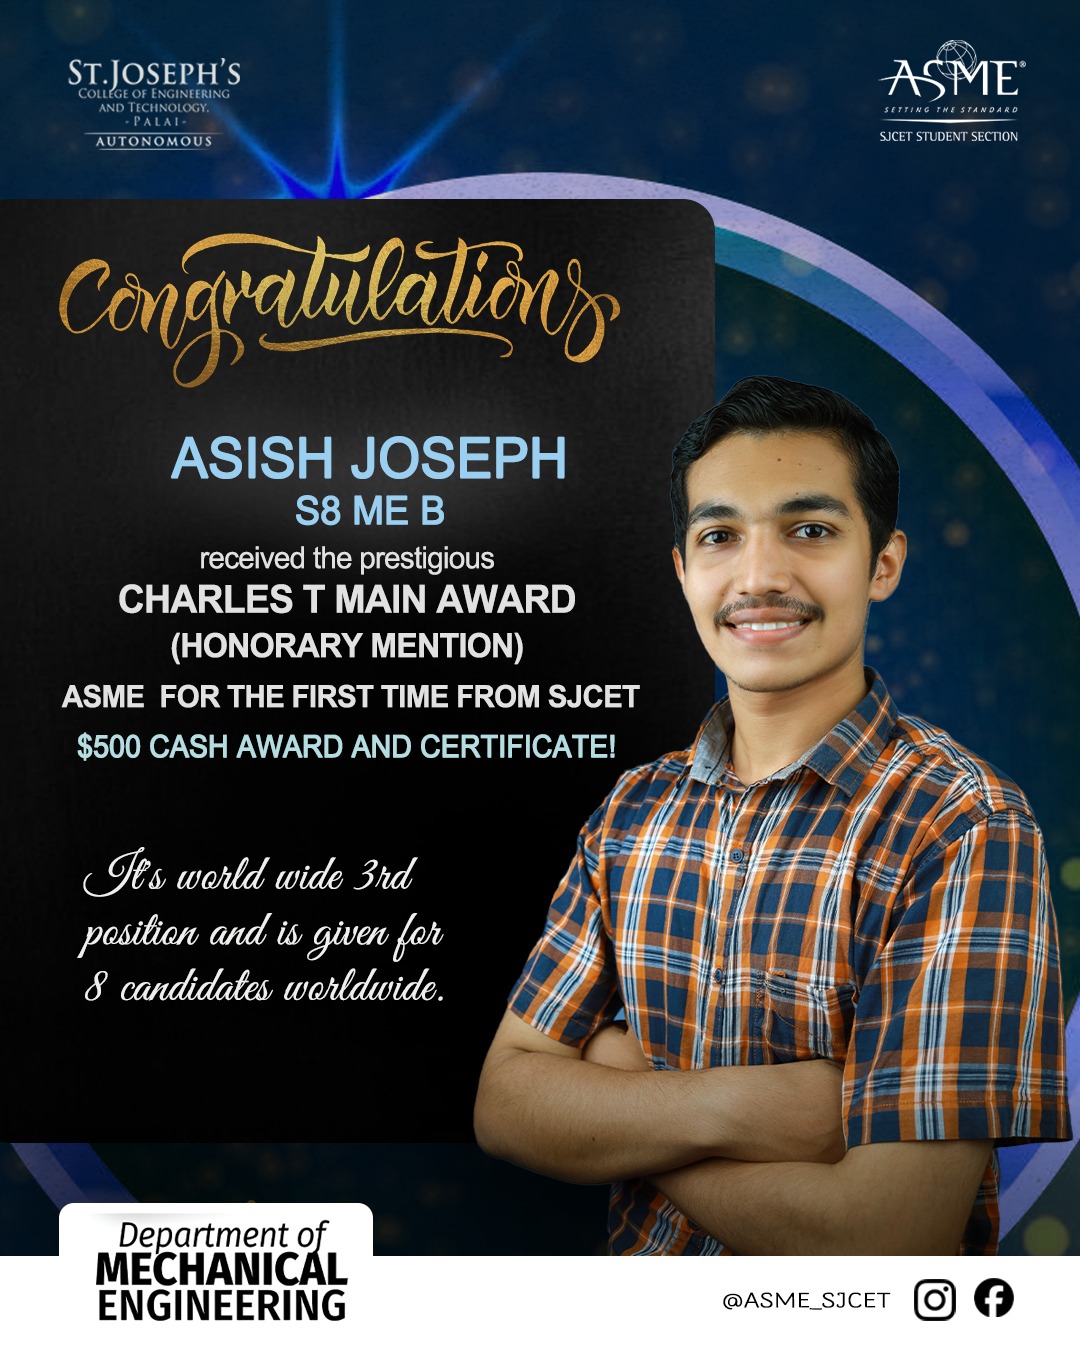 ST.JOSEPH'S
COLLEGE OF ENGINEERING
AND TECHNOLOGY,
- PALAI-
AUTONOMOUS
ASME®
SETTING THE STANDARD
SJCET STUDENT SECTION
Congratulations
ASISH JOSEPH
S8 ME B
received the prestigious
CHARLES T MAIN AWARD
(HONORARY MENTION)
ASME FOR THE FIRST TIME FROM SJCET
$500 CASH AWARD AND CERTIFICATE!
It's world wide 3rd
position and is given for
8 candidates worldwide.
Department of
MECHANICAL
ENGINEERING
@ASME_SJCET